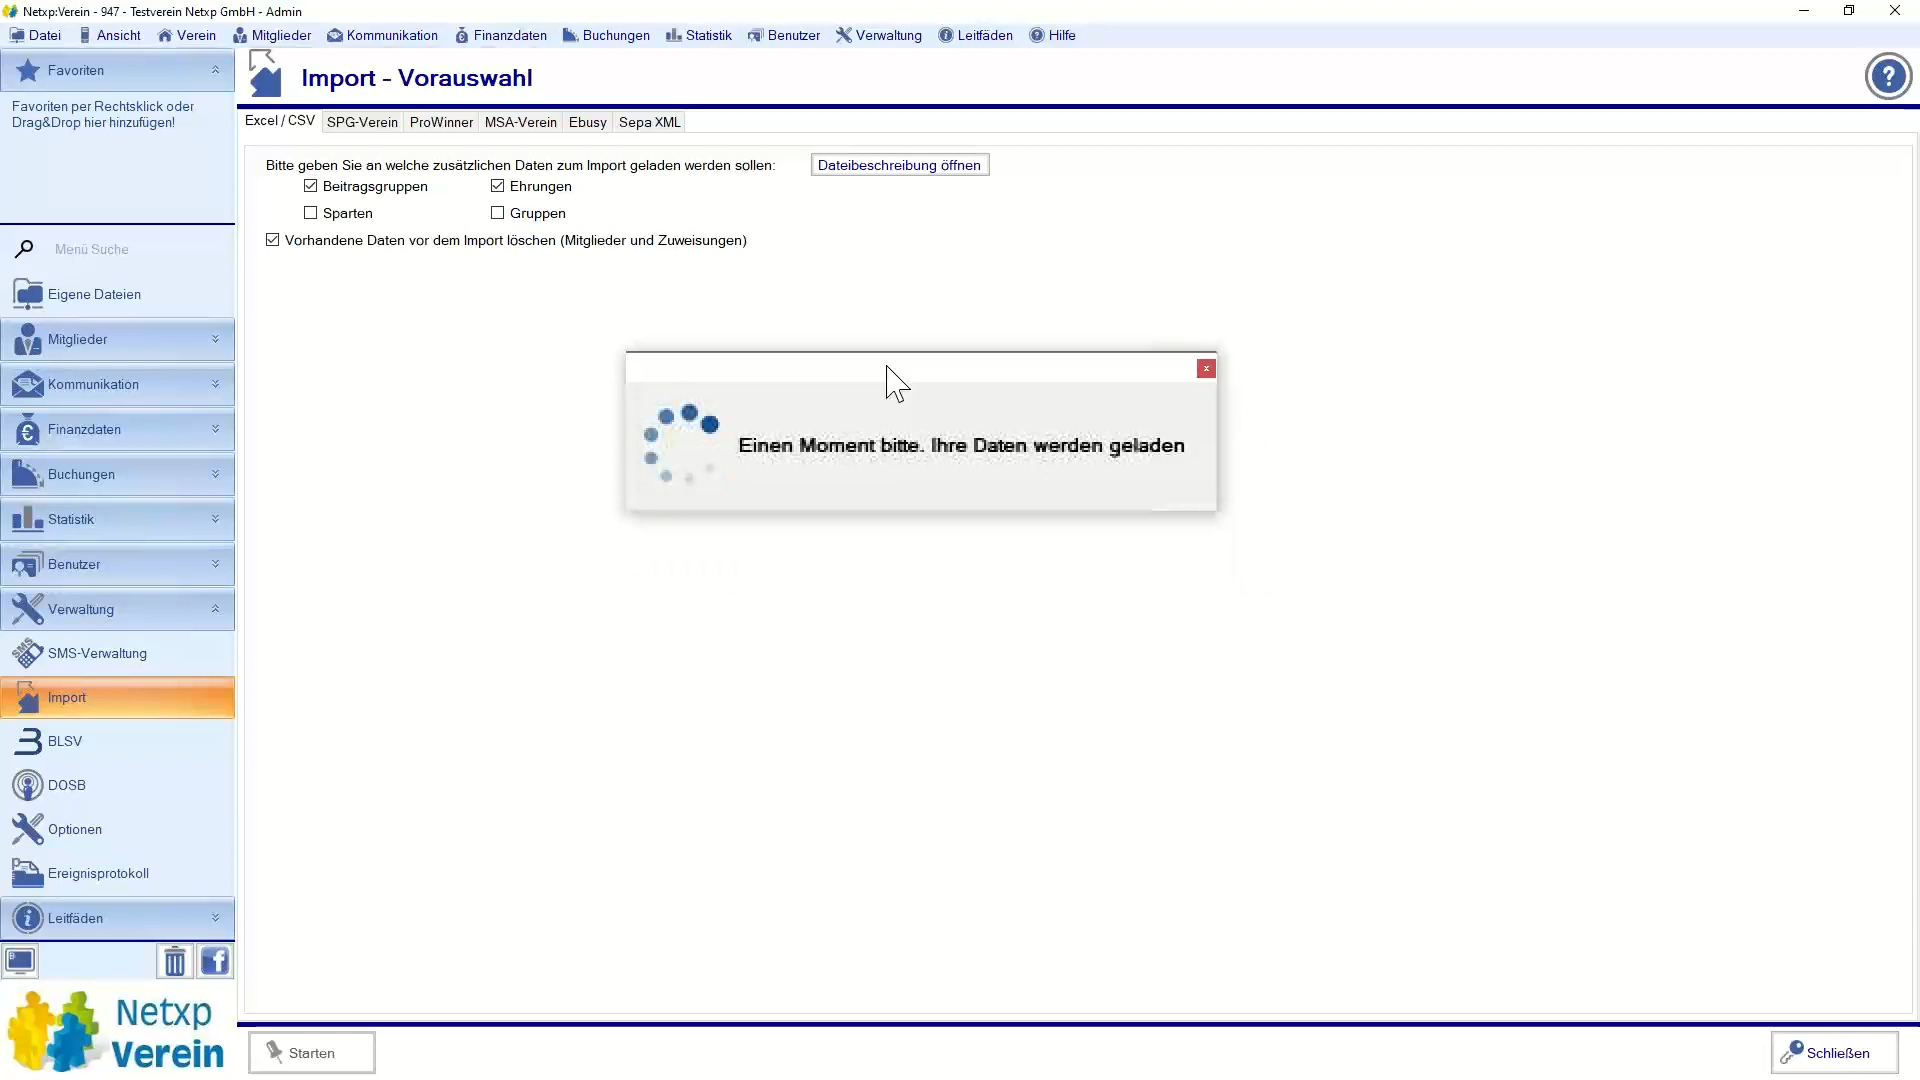 Netxp:Verein - 947 - Testverein Netxp GmbH - Admin
Datei Ansicht Verein Mitglieder Kommunikation Finanzdaten Buchungen Statistik Benutzer Verwaltung Leitfäden Hilfe
Favoriten
Favoriten per Rechtsklick oder
Drag&Drop hier hinzufügen!
Menü Suche
Eigene Dateien
Mitglieder
Kommunikation
Finanzdaten
Buchungen
Statistik
Benutzer
Verwaltung
SMS-Verwaltung
Import
BLSV
DOSB
Optionen
Ereignisprotokoll
Leitfäden
Netxp
Verein
Import - Vorauswahl
Excel / CSV SPG-Verein ProWinner MSA-Verein Ebusy Sepa XML
Bitte geben Sie an welche zusätzlichen Daten zum Import geladen werden sollen: Dateibeschreibung öffnen
Beitragsgruppen Ehrungen
Sparten Gruppen
Vorhandene Daten vor dem Import löschen (Mitglieder und Zuweisungen)
Einen Moment bitte. Ihre Daten werden geladen
Starten
Schließen